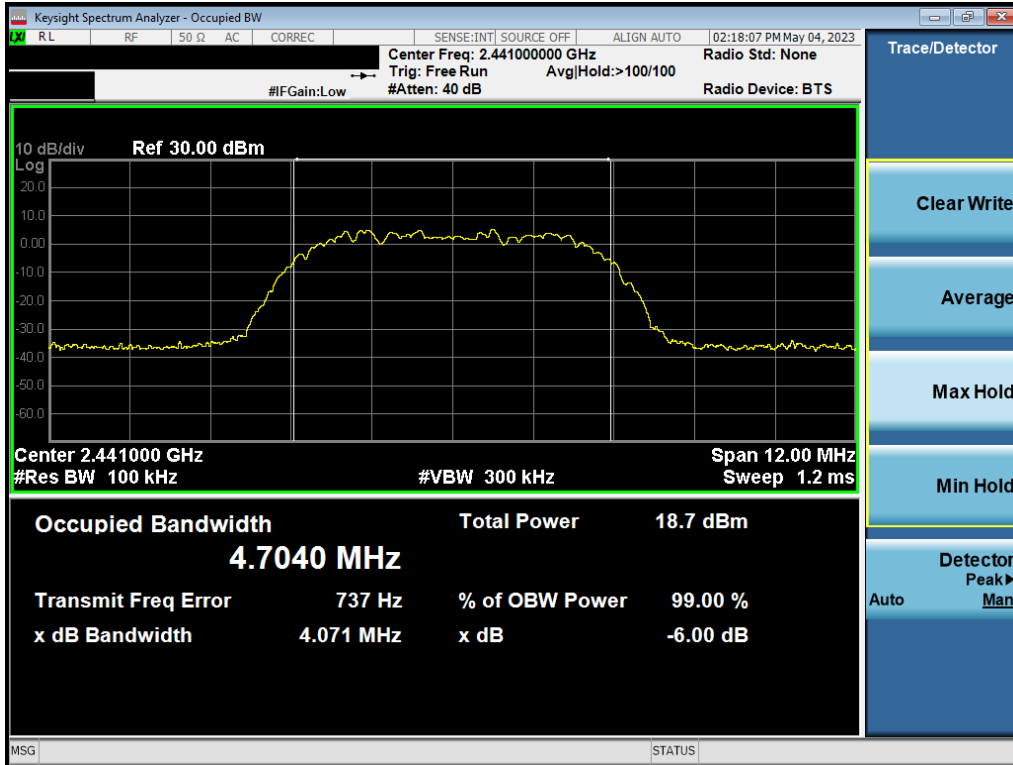 Keysight Spectrum Analyzer - Occupied BW
LXI RL RF 50 Ω AC CORREC SENSE:INT SOURCE OFF ALIGN AUTO 02:18:07 PM May 04, 2023
Center Freq: 2.441000000 GHz Radio Std: None
Trig: Free Run Avg|Hold:>100/100
#IFGain:Low #Atten: 40 dB Radio Device: BTS
10 dB/div Ref 30.00 dBm
Log
20.0
10.0
0.00
-10.0
-20.0
-30.0
-40.0
-50.0
-60.0
Center 2.441000 GHz Span 12.00 MHz
#Res BW 100 kHz #VBW 300 kHz Sweep 1.2 ms
Occupied Bandwidth Total Power 18.7 dBm
4.7040 MHz
Transmit Freq Error 737 Hz % of OBW Power 99.00 %
x dB Bandwidth 4.071 MHz x dB -6.00 dB
MSG STATUS
Trace/Detector
Clear Write
Average
Max Hold
Min Hold
Detector
Peak▶
Auto Man